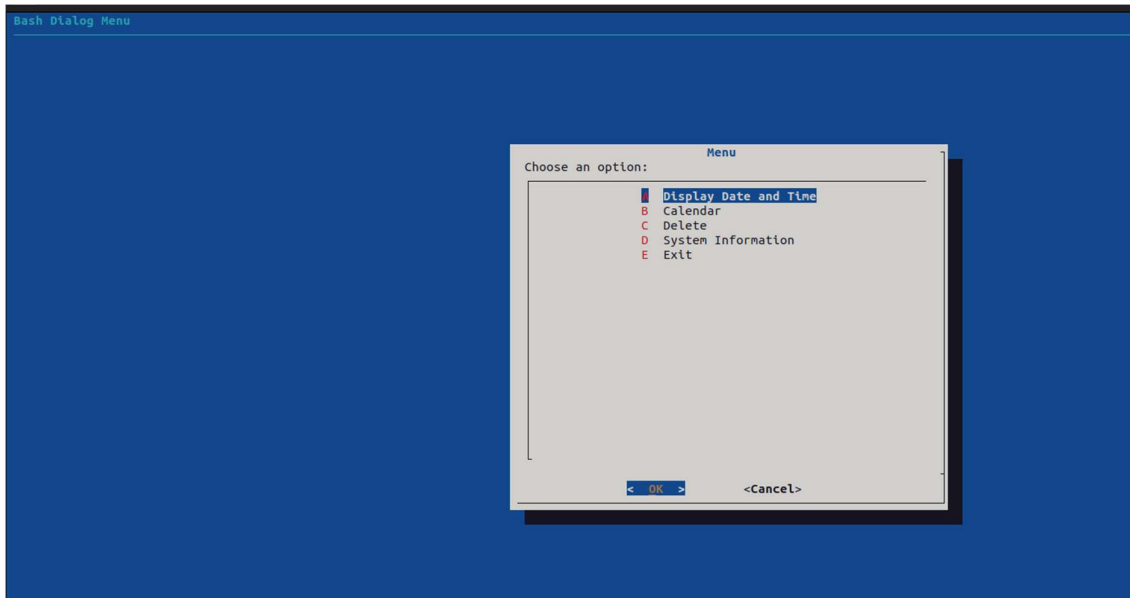 Bash Dialog Menu
Menu
Choose an option:
A Display Date and Time
B Calendar
C Delete
D System Information
E Exit
< OK > <Cancel>